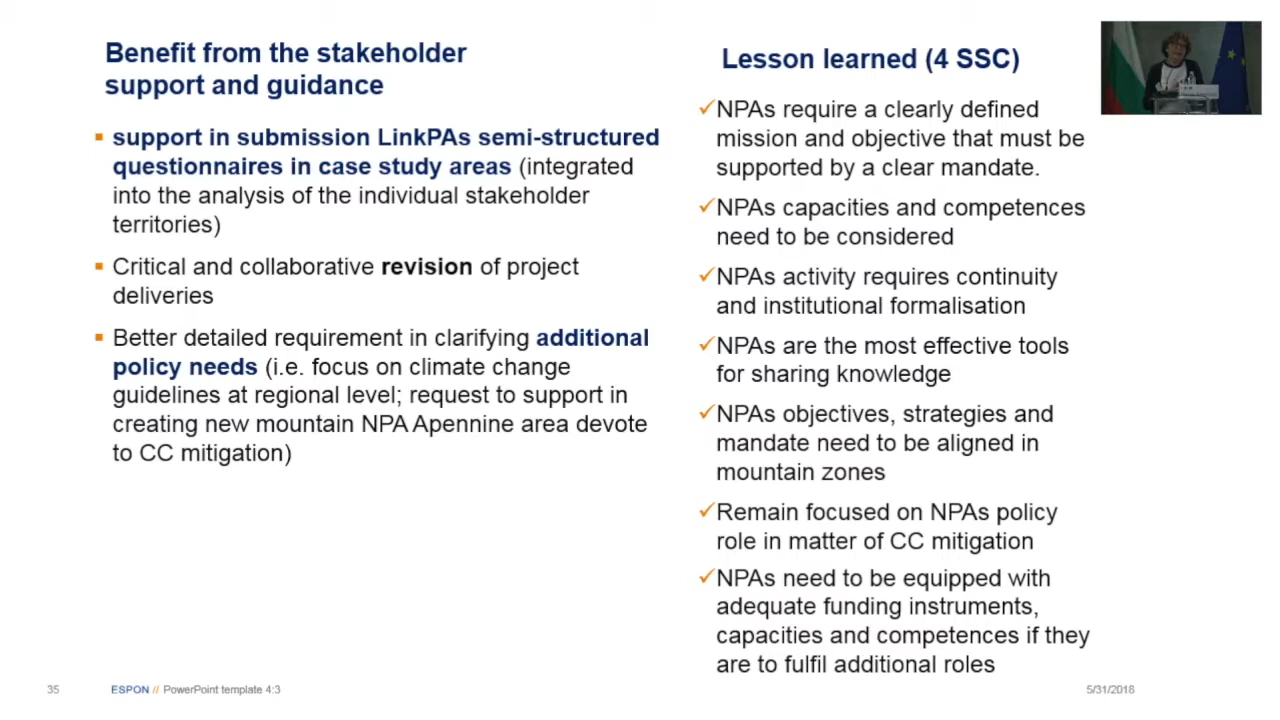 Benefit from the stakeholder
support and guidance
support in submission LinkPAs semi-structured
questionnaires in case study areas (integrated
into the analysis of the individual stakeholder
territories)
Critical and collaborative revision of project
deliveries
Better detailed requirement in clarifying additional
policy needs (i.e. focus on climate change
guidelines at regional level; request to support in
creating new mountain NPA Apennine area devote
to CC mitigation)
Lesson learned (4 SSC)
NPAs require a clearly defined
mission and objective that must be
supported by a clear mandate.
NPAs capacities and competences
need to be considered
NPAs activity requires continuity
and institutional formalisation
NPAs are the most effective tools
for sharing knowledge
NPAs objectives, strategies and
mandate need to be aligned in
mountain zones
Remain focused on NPAs policy
role in matter of CC mitigation
NPAs need to be equipped with
adequate funding instruments,
capacities and competences if they
are to fulfil additional roles
35
ESPON // PowerPoint template 4:3
5/31/2018